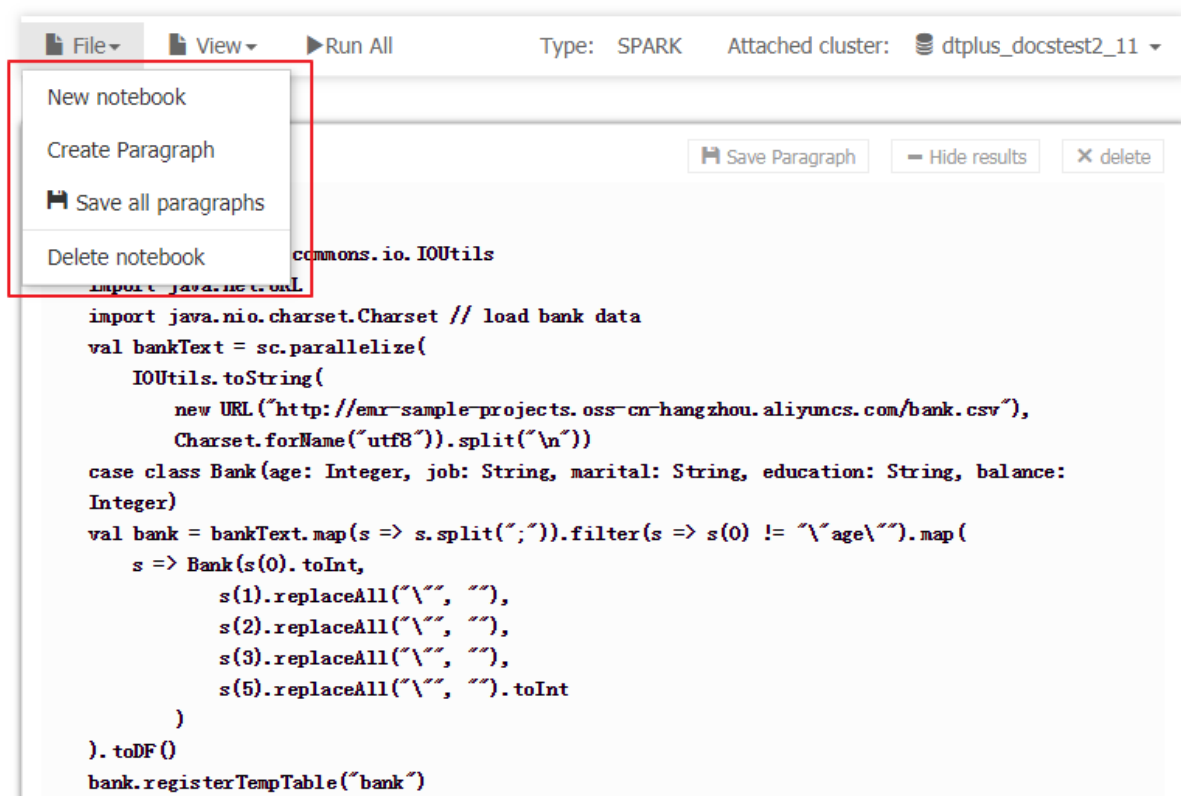 File View Run All Type: SPARK Attached cluster: dtplus_docstest2_11
New notebook
Create Paragraph
Save all paragraphs
Delete notebook
Save Paragraph Hide results delete
commons.io.IOUtils
import java.net.URL
import java.nio.charset.Charset // load bank data
val bankText = sc.parallelize(
    IOUtils.toString(
        new URL("http://emr-sample-projects.oss-cn-hangzhou.aliyuncs.com/bank.csv"),
        Charset.forName("utf8")).split("\n"))
case class Bank(age: Integer, job: String, marital: String, education: String, balance:
Integer)
val bank = bankText.map(s => s.split(";")).filter(s => s(0) != "\"age\"").map(
    s => Bank(s(0).toInt,
            s(1).replaceAll("\"", ""),
            s(2).replaceAll("\"", ""),
            s(3).replaceAll("\"", ""),
            s(5).replaceAll("\"", "").toInt
        )
).toDF()
bank.registerTempTable("bank")